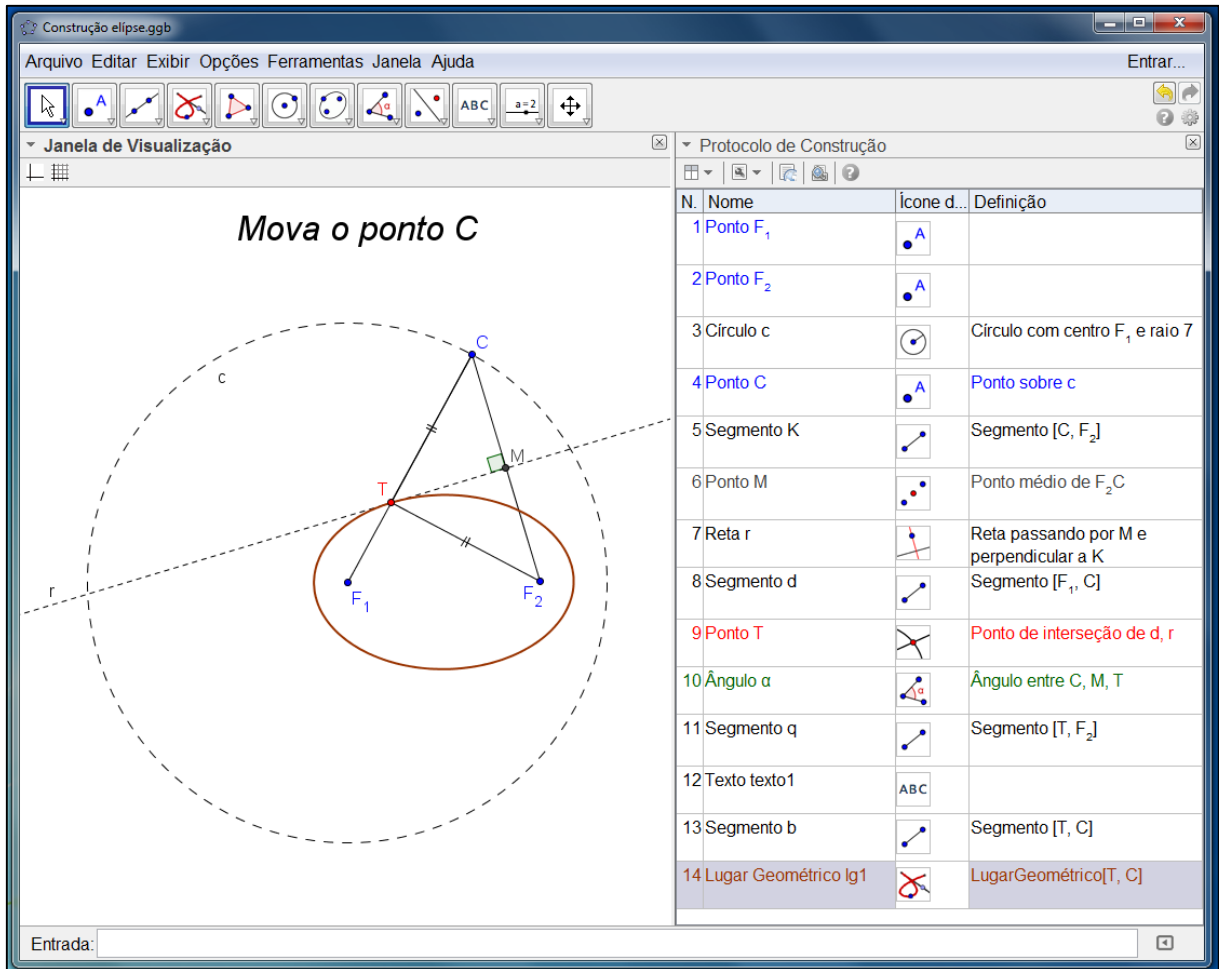 Construção elípse.ggb
Arquivo Editar Exibir Opções Ferramentas Janela Ajuda
Entrar...
A
α
ABC
a=2
Janela de Visualização
Protocolo de Construção
N. Nome Ícone d... Definição
Mova o ponto C
C
c
M
T
r
F₁
F₂
1 Ponto F₁ A
2 Ponto F₂ A
3 Círculo c Círculo com centro F₁ e raio 7
4 Ponto C A Ponto sobre c
5 Segmento K Segmento [C, F₂]
6 Ponto M Ponto médio de F₂C
7 Reta r Reta passando por M e
perpendicular a K
8 Segmento d Segmento [F₁, C]
9 Ponto T Ponto de interseção de d, r
10 Ângulo α α Ângulo entre C, M, T
11 Segmento q Segmento [T, F₂]
12 Texto texto1 ABC
13 Segmento b Segmento [T, C]
14 Lugar Geométrico lg1 LugarGeométrico[T, C]
Entrada: